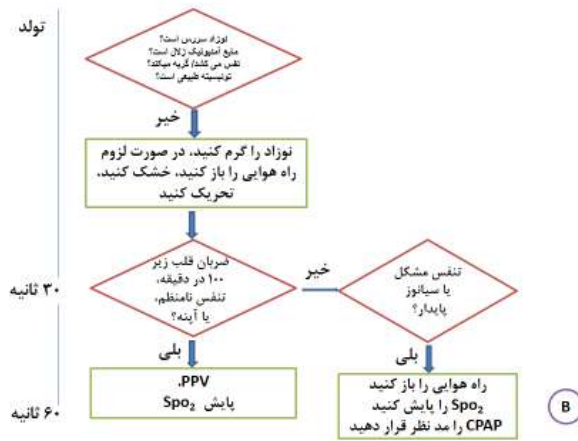 تولد
نوزاد سررس است؟
مایع آمنیوتیک زلال است؟
نفس می کشد/ گریه میکند؟
تونیسیته طبیعی است؟
خیر
نوزاد را گرم کنید، در صورت لزوم
راه هوایی را باز کنید، خشک کنید،
تحریک کنید
۳۰ ثانیه
ضربان قلب زیر
۱۰۰ در دقیقه،
تنفس نامنظم،
یا آپنه؟
خیر
تنفس مشکل
یا سیانوز
پایدار؟
بلی
بلی
۶۰ ثانیه
PPV،
پایش Spo₂
راه هوایی را باز کنید
Spo₂ را پایش کنید
CPAP را مد نظر قرار دهید
B